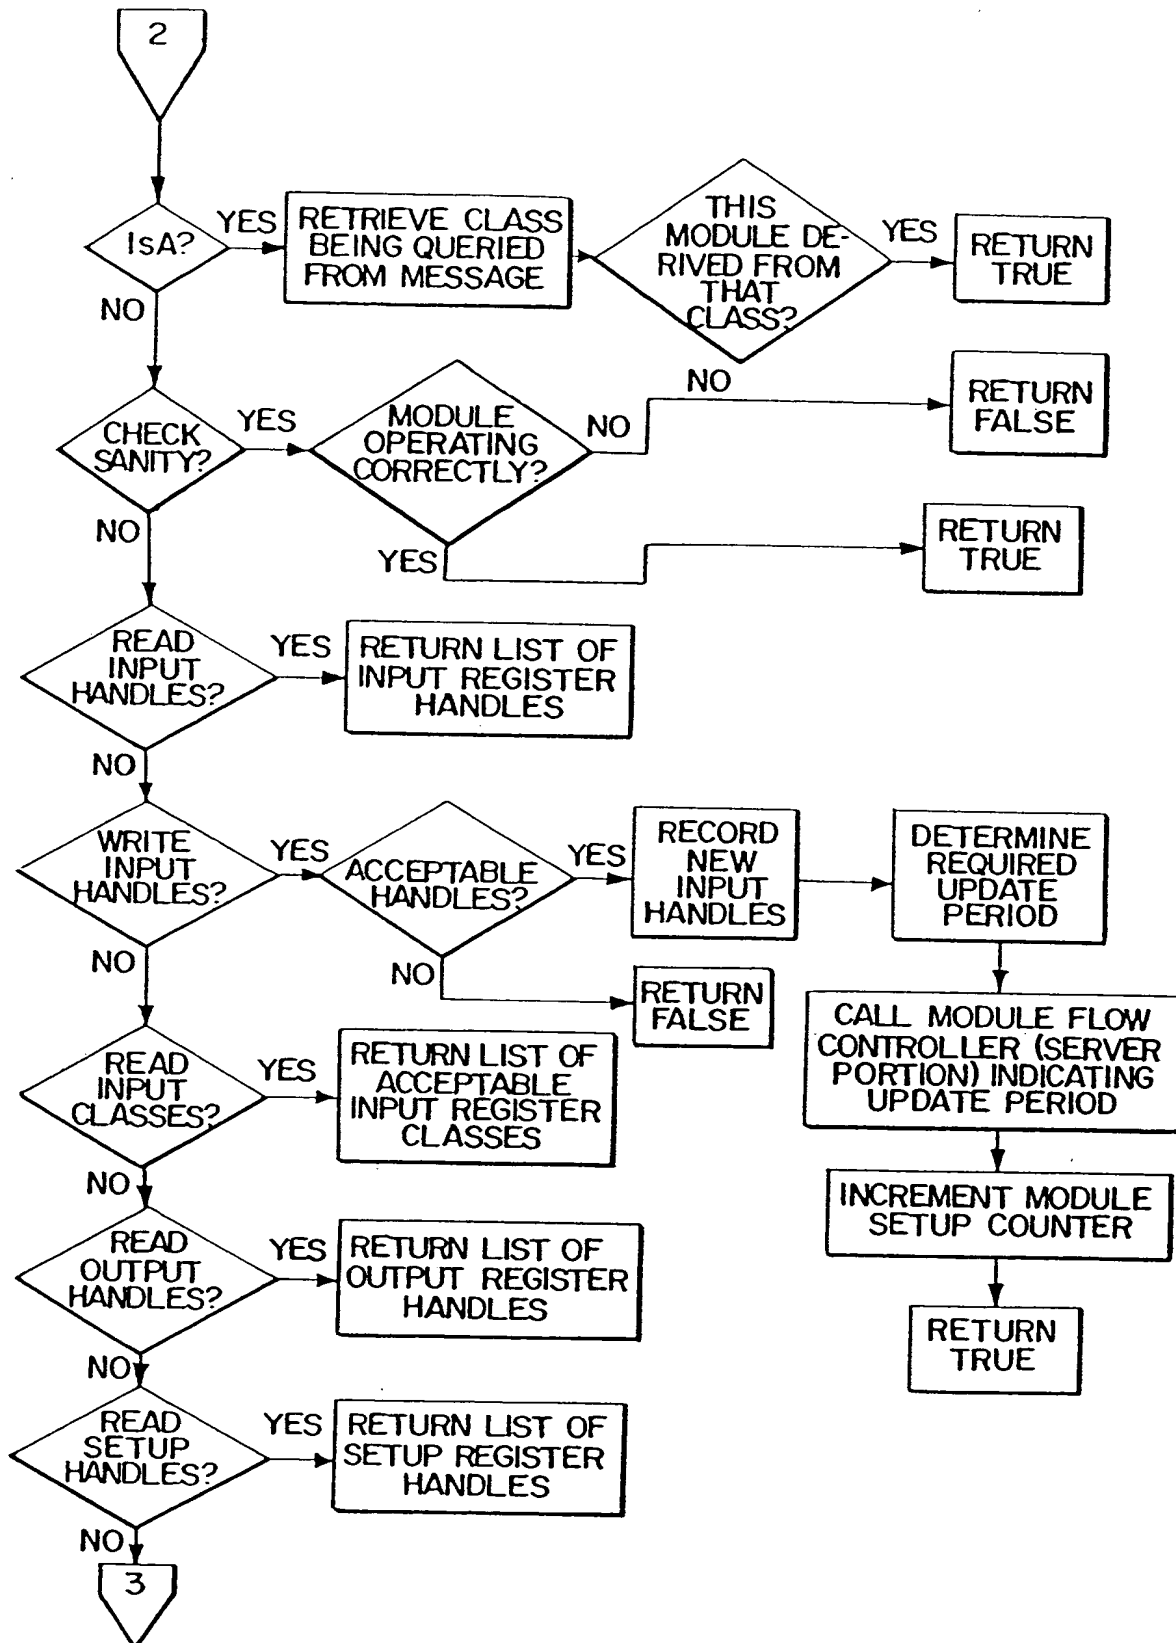 2
IsA?
YES
RETRIEVE CLASS
BEING QUERIED
FROM MESSAGE
THIS
MODULE DE-
RIVED FROM
THAT
CLASS?
YES
RETURN
TRUE
NO
NO
RETURN
FALSE
CHECK
SANITY?
YES
MODULE
OPERATING
CORRECTLY?
NO
YES
RETURN
TRUE
NO
READ
INPUT
HANDLES?
YES
RETURN LIST OF
INPUT REGISTER
HANDLES
NO
WRITE
INPUT
HANDLES?
YES
ACCEPTABLE
HANDLES?
YES
RECORD
NEW
INPUT
HANDLES
DETERMINE
REQUIRED
UPDATE
PERIOD
NO
NO
RETURN
FALSE
CALL MODULE FLOW
CONTROLLER (SERVER
PORTION) INDICATING
UPDATE PERIOD
READ
INPUT
CLASSES?
YES
RETURN LIST OF
ACCEPTABLE
INPUT REGISTER
CLASSES
INCREMENT MODULE
SETUP COUNTER
NO
READ
OUTPUT
HANDLES?
YES
RETURN LIST OF
OUTPUT REGISTER
HANDLES
RETURN
TRUE
NO
READ
SETUP
HANDLES?
YES
RETURN LIST OF
SETUP REGISTER
HANDLES
NO
3